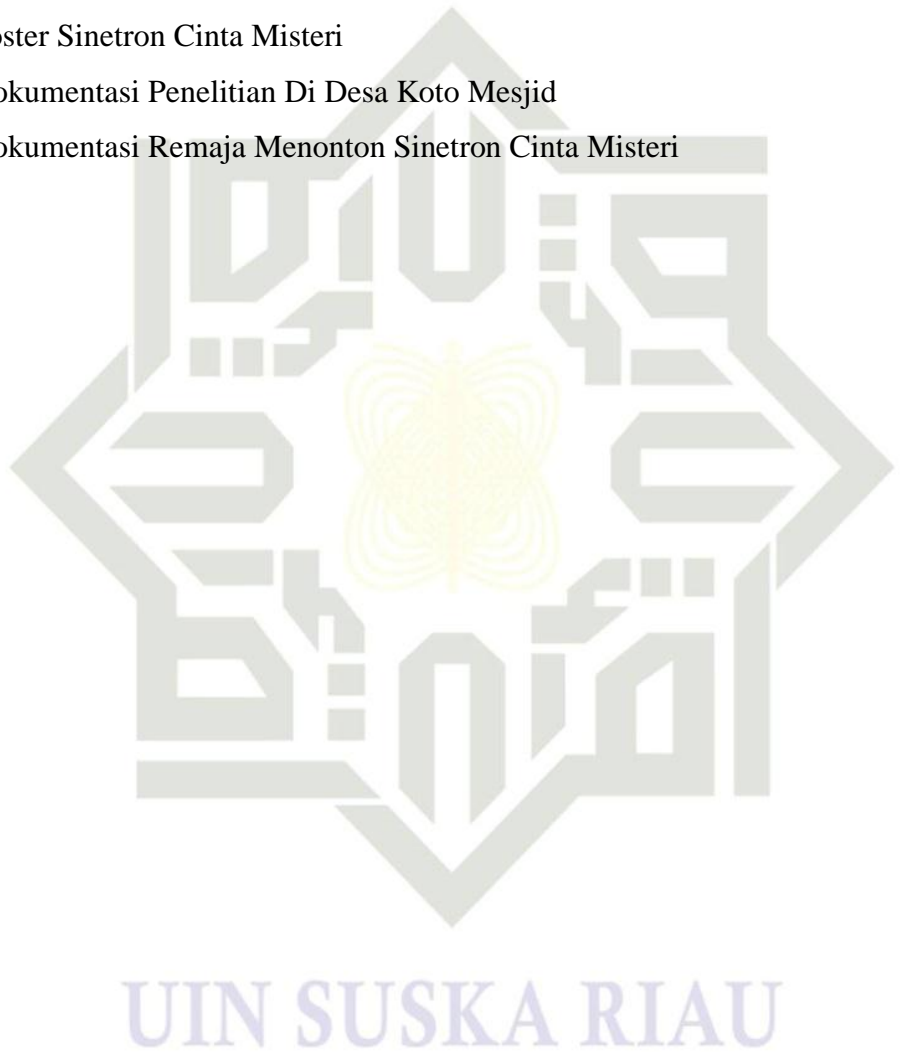 oster Sinetron Cinta Misteri
okumentasi Penelitian Di Desa Koto Mesjid
okumentasi Remaja Menonton Sinetron Cinta Misteri
UIN SUSKA RIAU